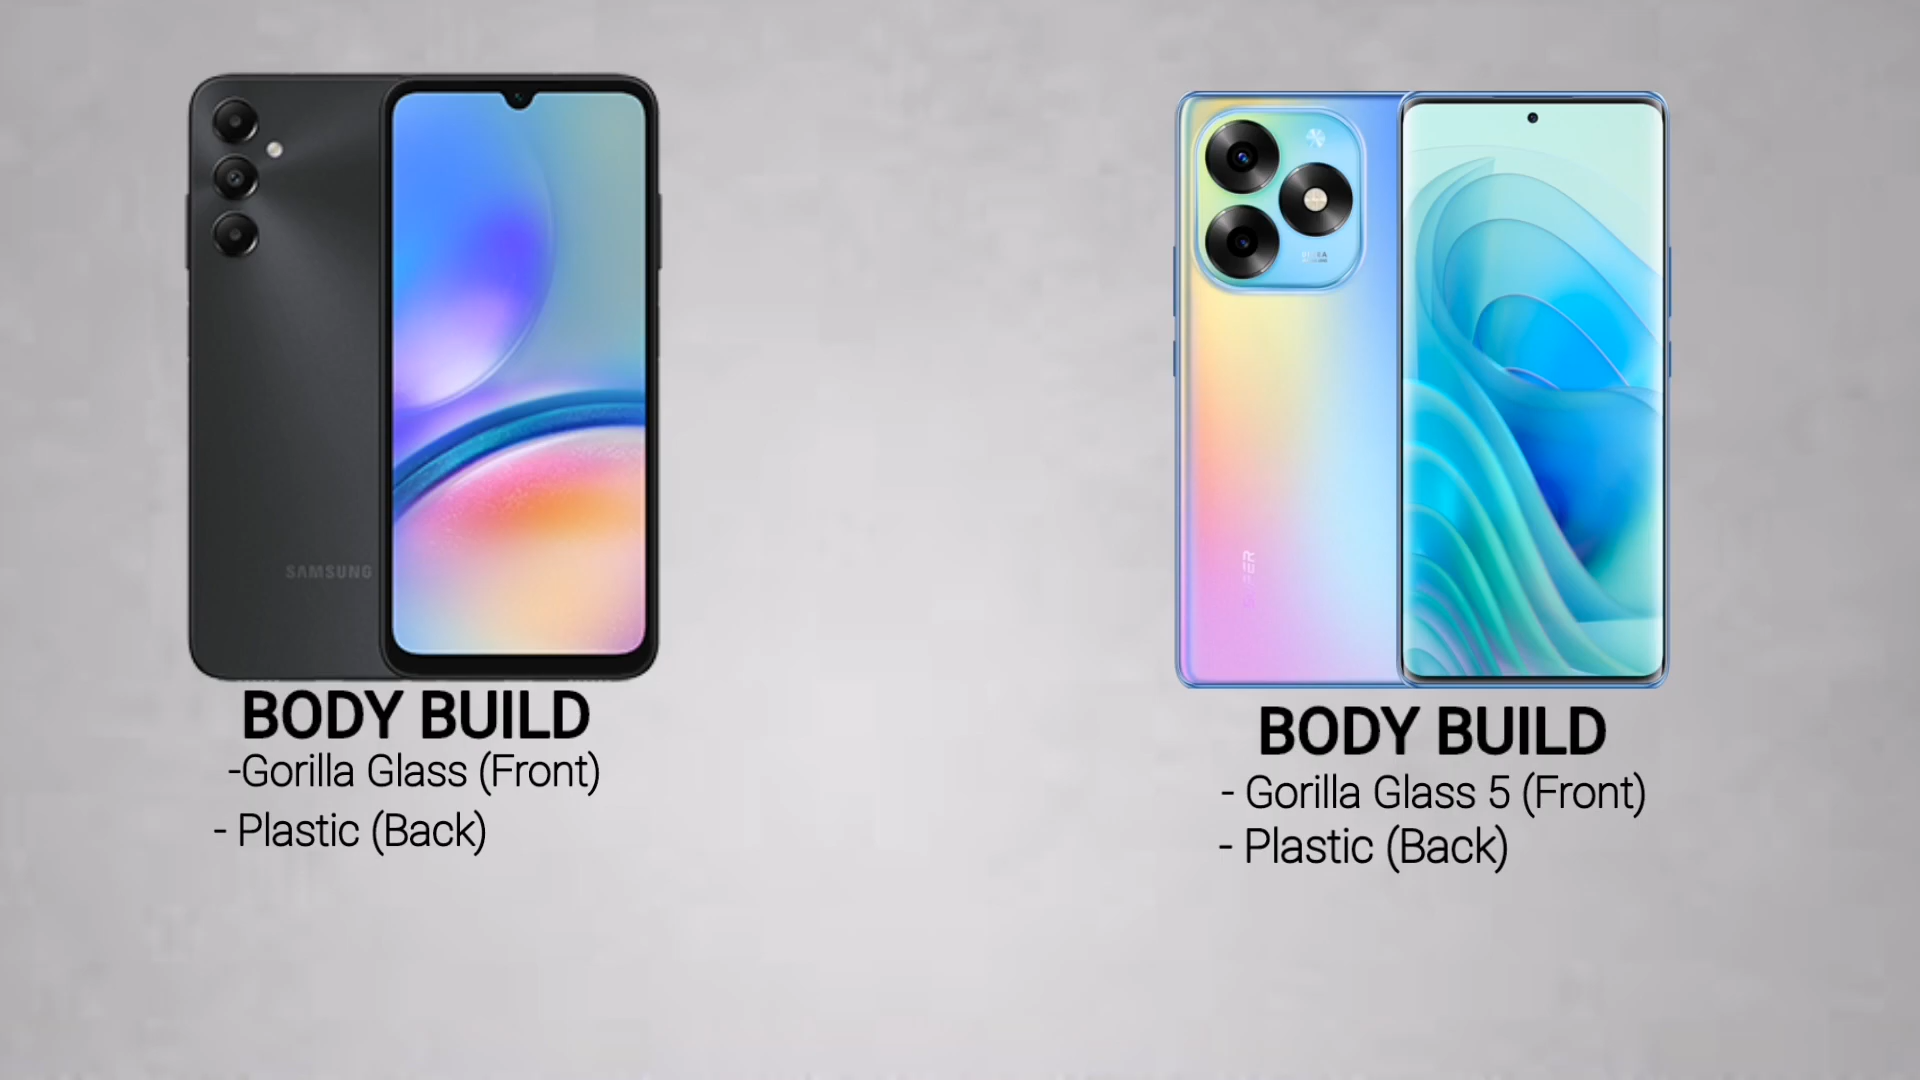 SAMSUNG
BODY BUILD
-Gorilla Glass (Front)
- Plastic (Back)
BODY BUILD
- Gorilla Glass 5 (Front)
- Plastic (Back)